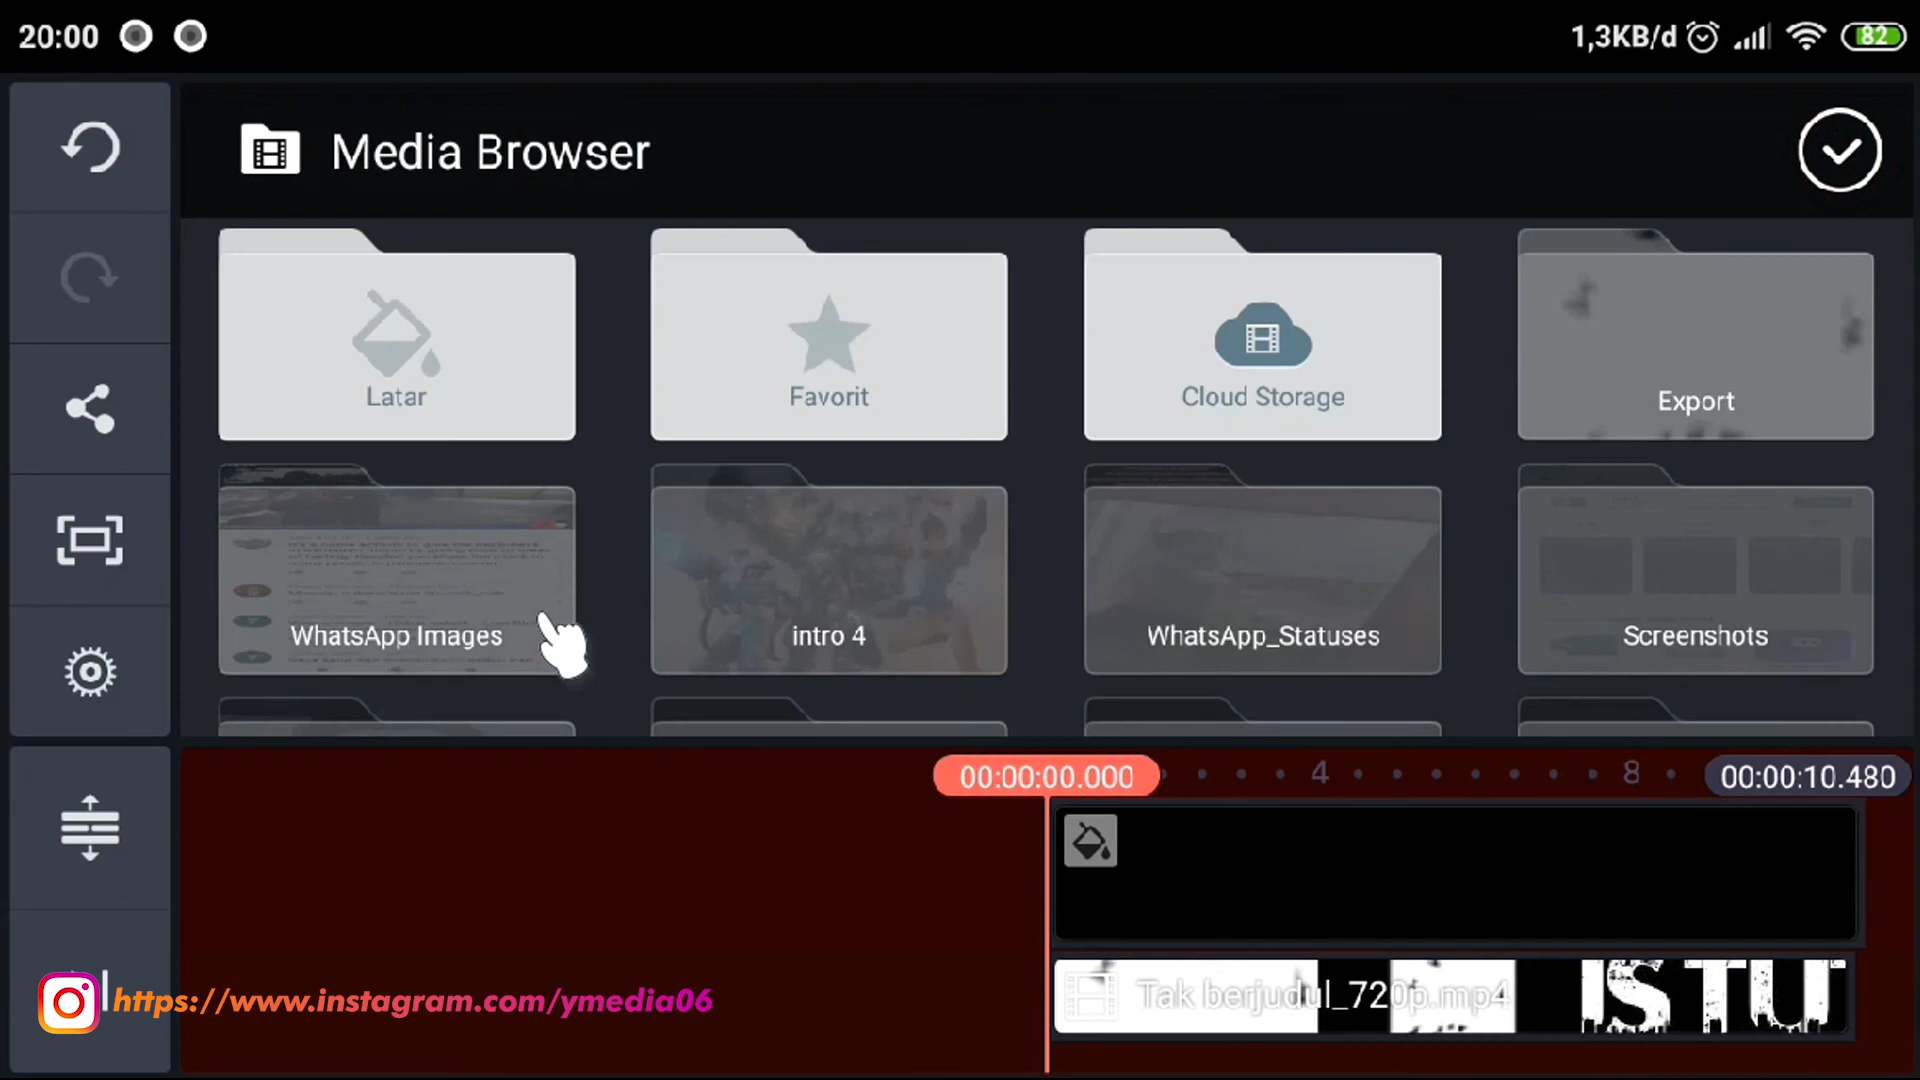 20:00
1,3KB/d
82
Media Browser
Latar
Favorit
Cloud Storage
Export
WhatsApp Images
intro 4
WhatsApp_Statuses
Screenshots
00:00:00.000
4
8
00:00:10.480
Tak berjudul_720p.mp4
ISTU
https://www.instagram.com/ymedia06